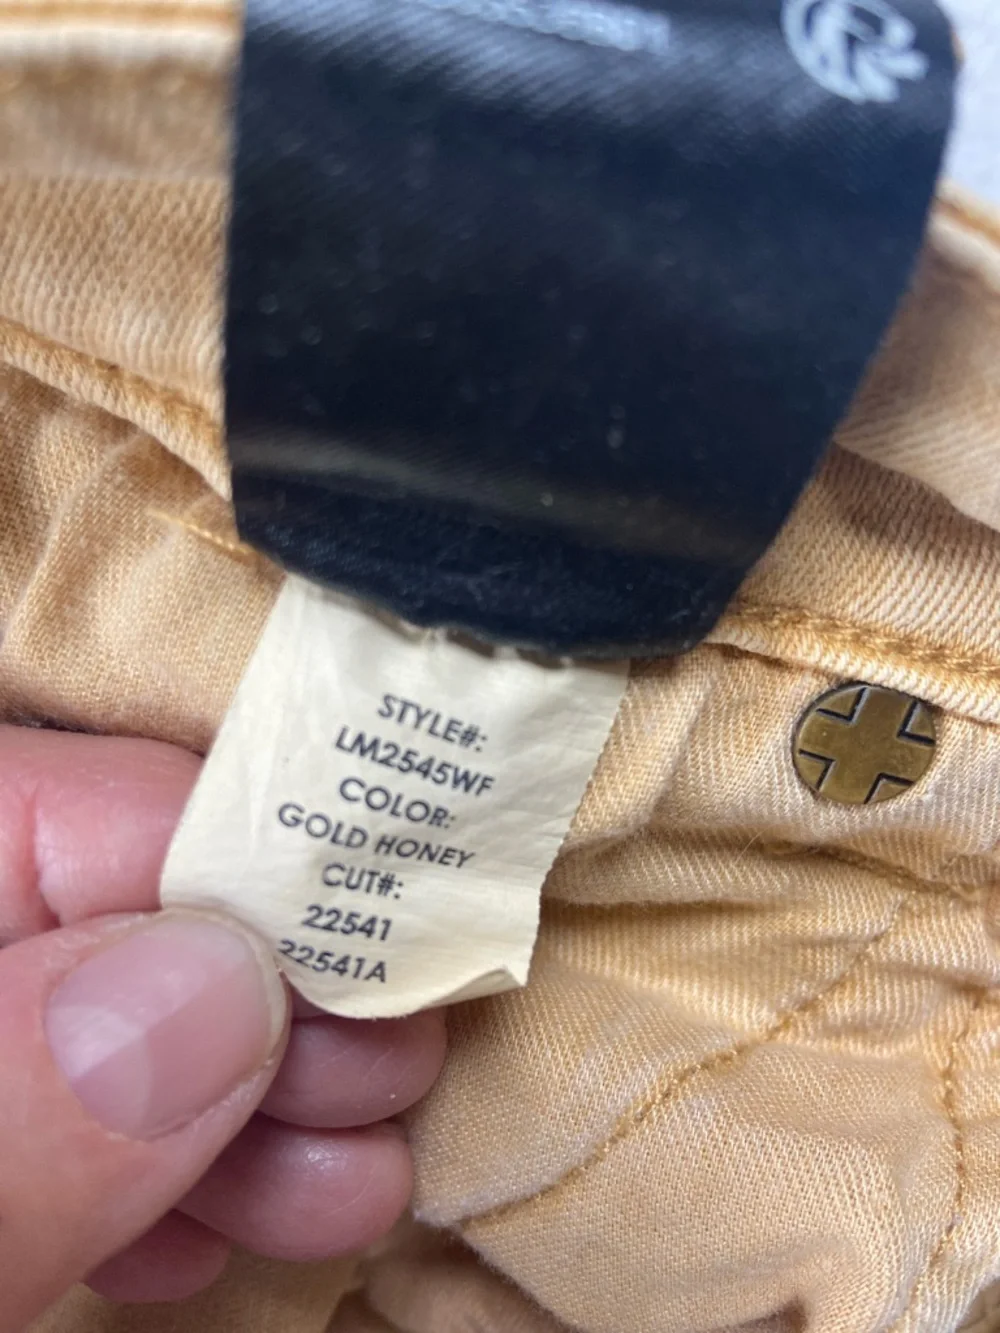 STYLE#:
LM2545WF
COLOR:
GOLD HONEY
CUT#:
22541
22541A